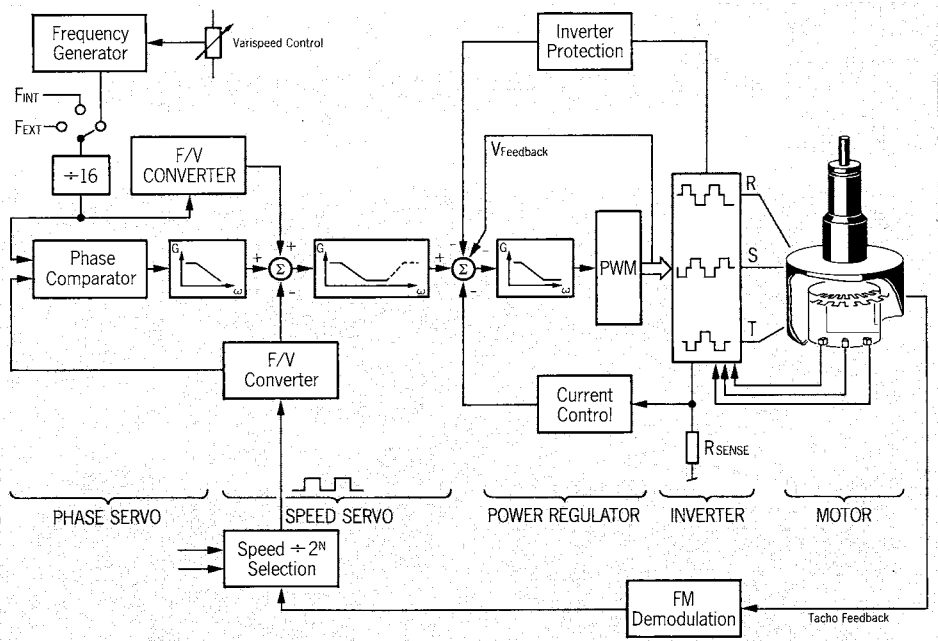 Frequency
Generator
Varispeed Control
Inverter
Protection
FINT
FEXT
÷16
F/V
CONVERTER
VFeedback
R
S
T
Phase
Comparator
G
ω
+
+
-
Σ
G
ω
+
-
-
-
Σ
G
ω
PWM
F/V
Converter
Current
Control
RSENSE
PHASE SERVO
SPEED SERVO
POWER REGULATOR
INVERTER
MOTOR
Speed ÷ 2N
Selection
FM
Demodulation
Tacho Feedback